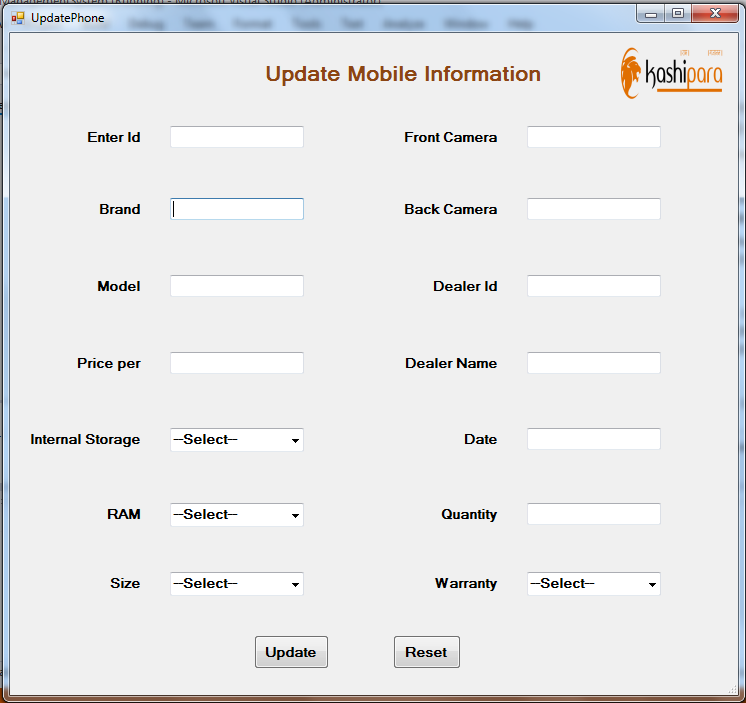 UpdatePhone
Update Mobile Information
kashipara
Enter Id
Front Camera
Brand
Back Camera
Model
Dealer Id
Price per
Dealer Name
Internal Storage
--Select--
Date
RAM
--Select--
Quantity
Size
--Select--
Warranty
--Select--
Update
Reset